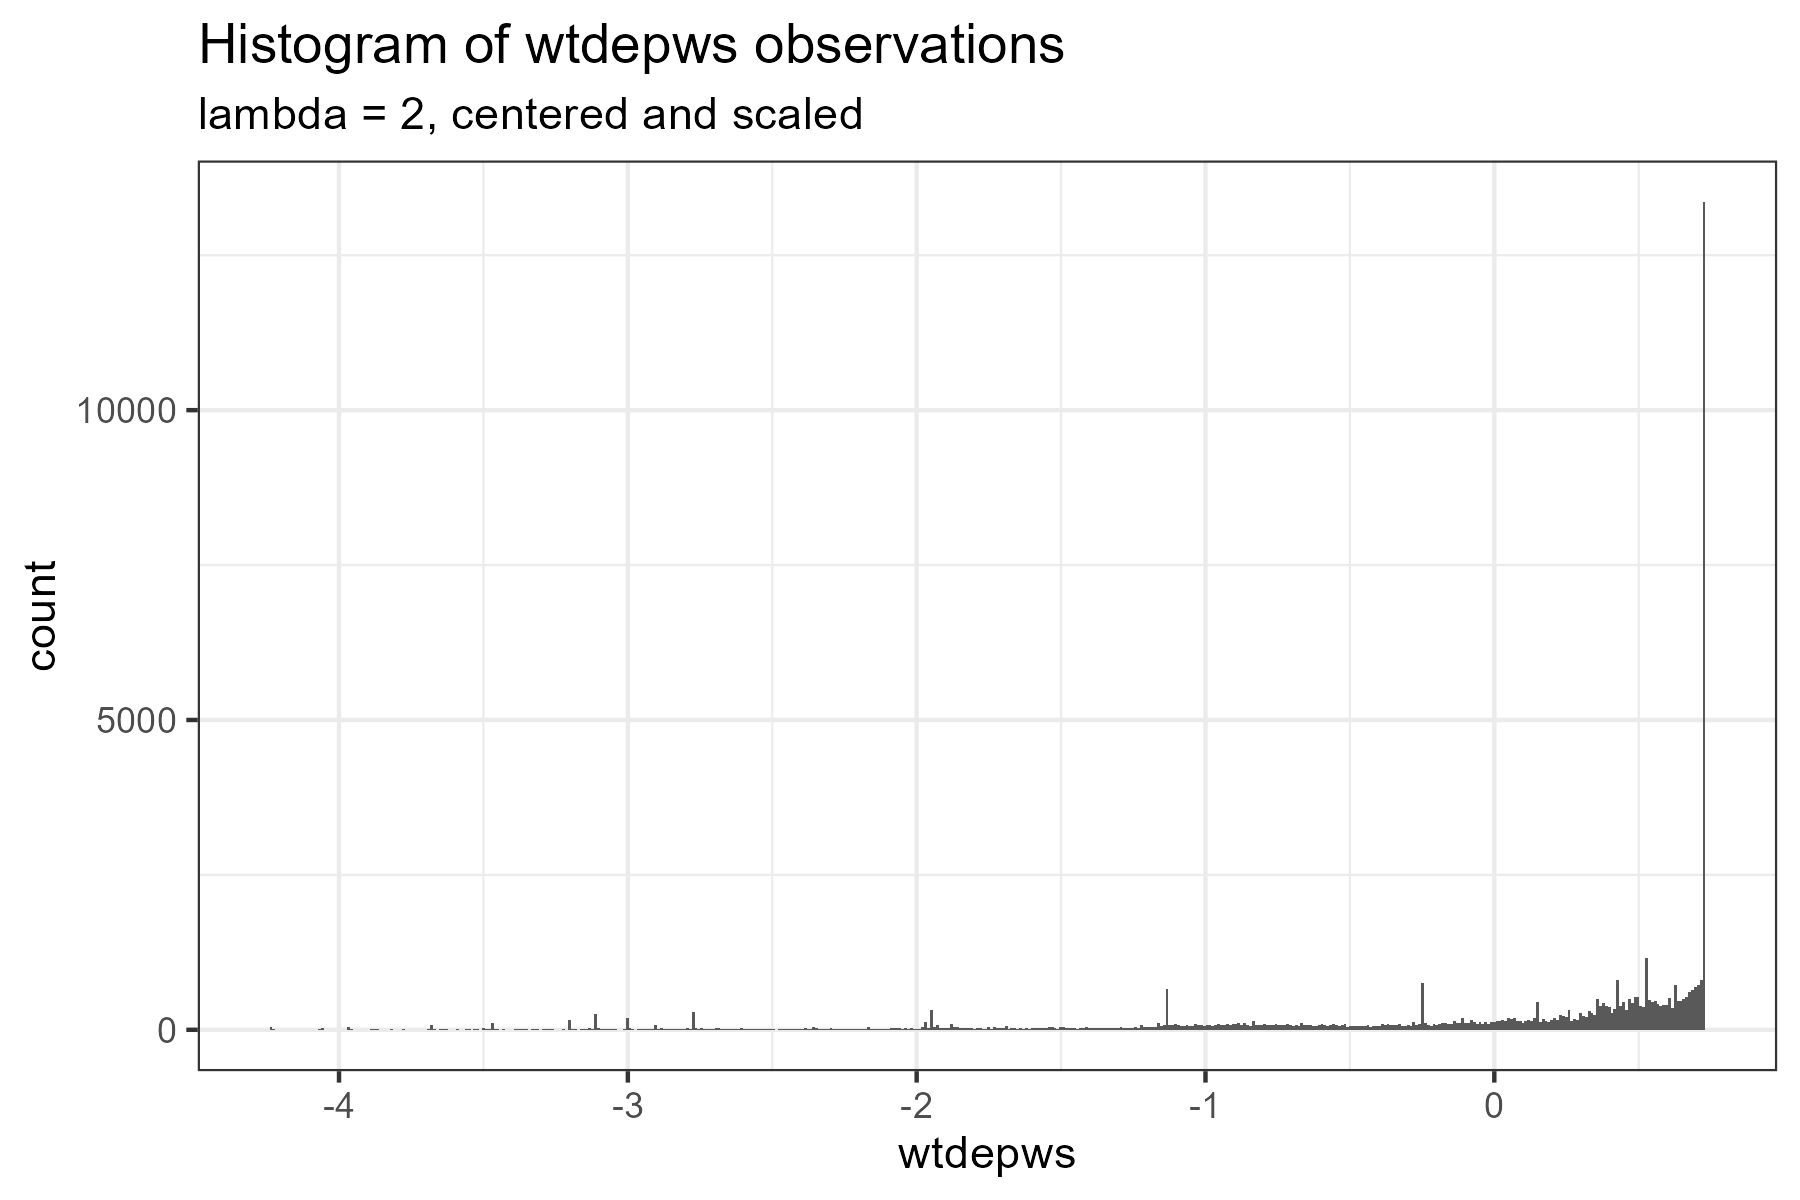 Histogram of wtdepws observations
lambda = 2, centered and scaled
count
10000
5000
0
-4 -3 -2 -1 0
wtdepws